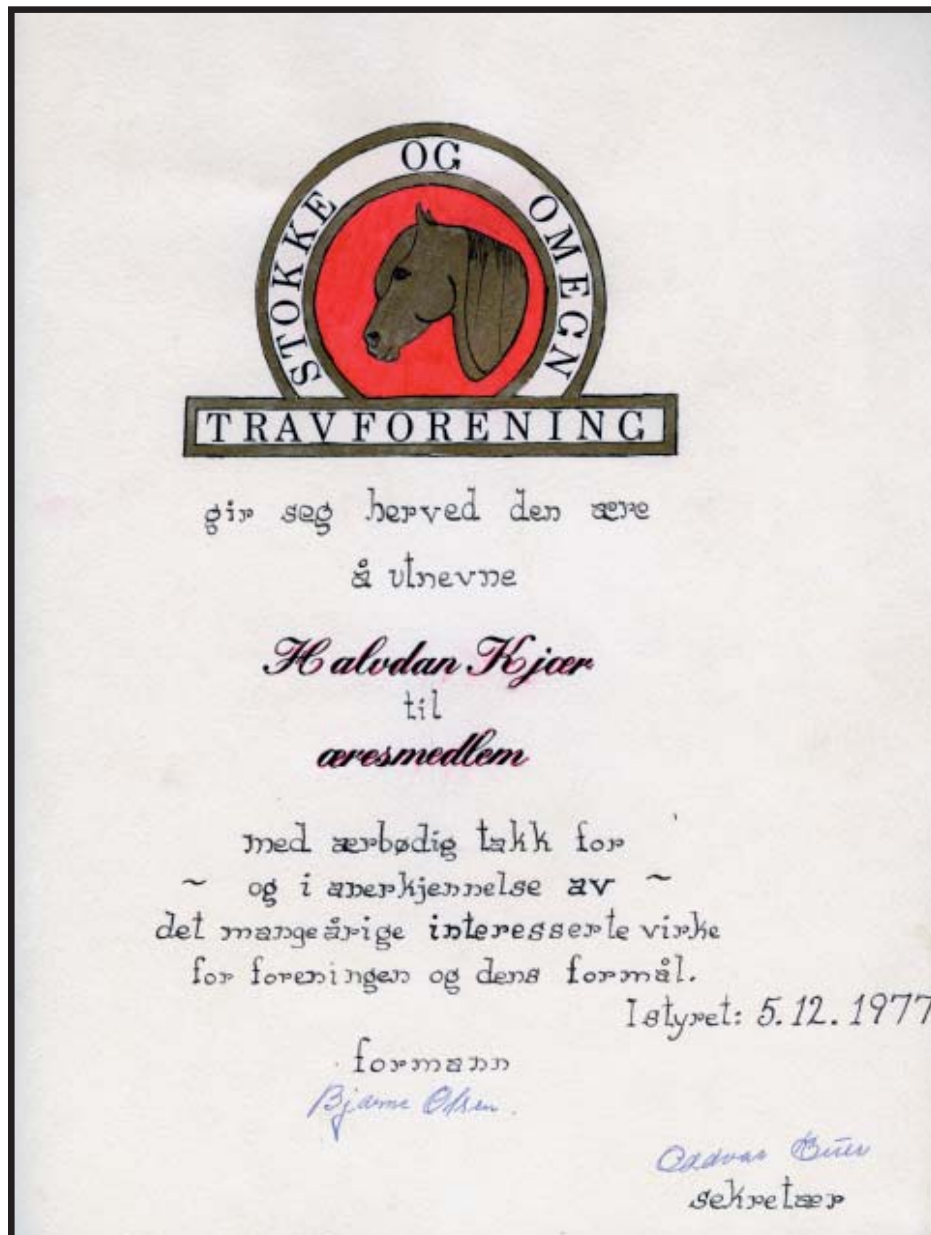 STOKKE OG OMEGN
TRAVFORENING
gir seg herved den ære
å utnevne
Halvdan Kjær
til
æresmedlem
med ærbødig takk for
~ og i anerkjennelse av ~
det mangeårige interesserte virke
for foreningen og dens formål.
I styret: 5.12.1977
formann
Bjarne Olsen.
Oddvar
sekretær